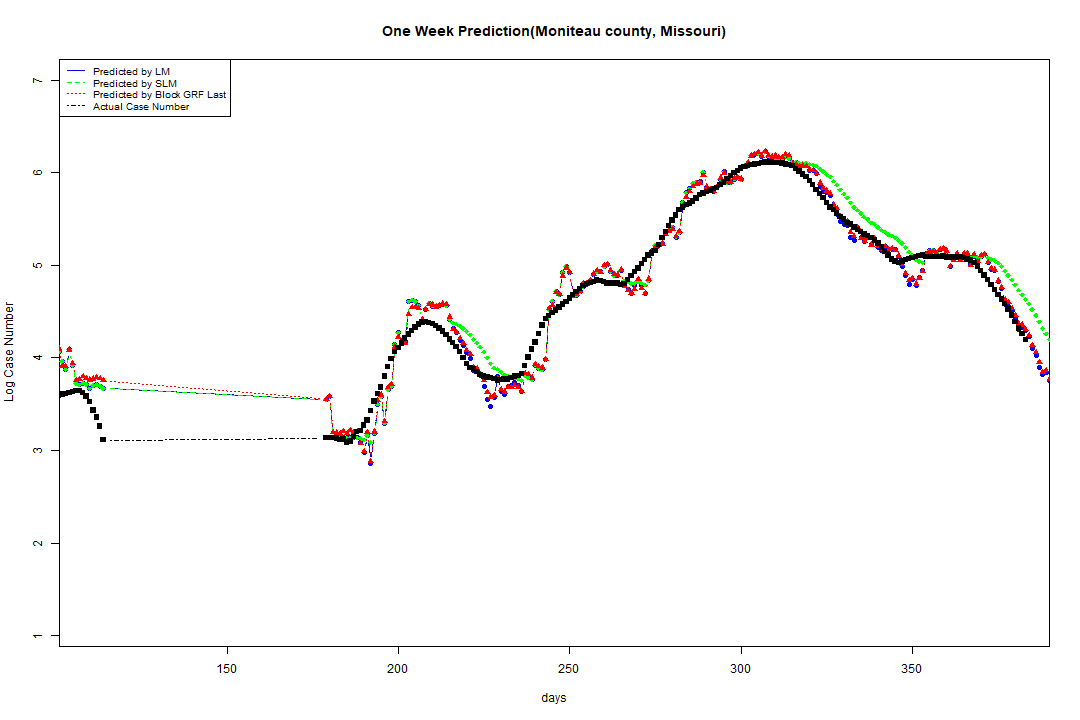 One Week Prediction(Moniteau county, Missouri)
Predicted by LM
Predicted by SLM
Predicted by Block GRF Last
Actual Case Number
7
6
5
4
3
2
1
Log Case Number
150 200 250 300 350
days